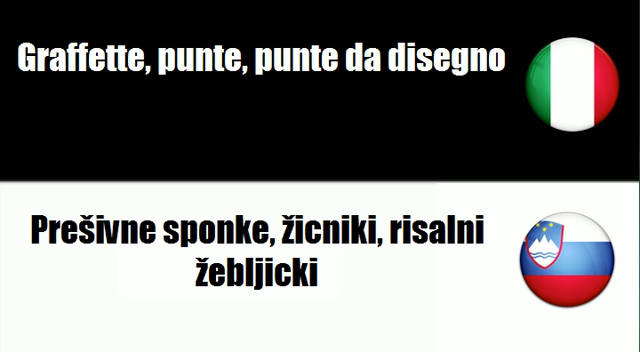 Graffette, punte, punte da disegno
Prešivne sponke, žicniki, risalni
žebljicki